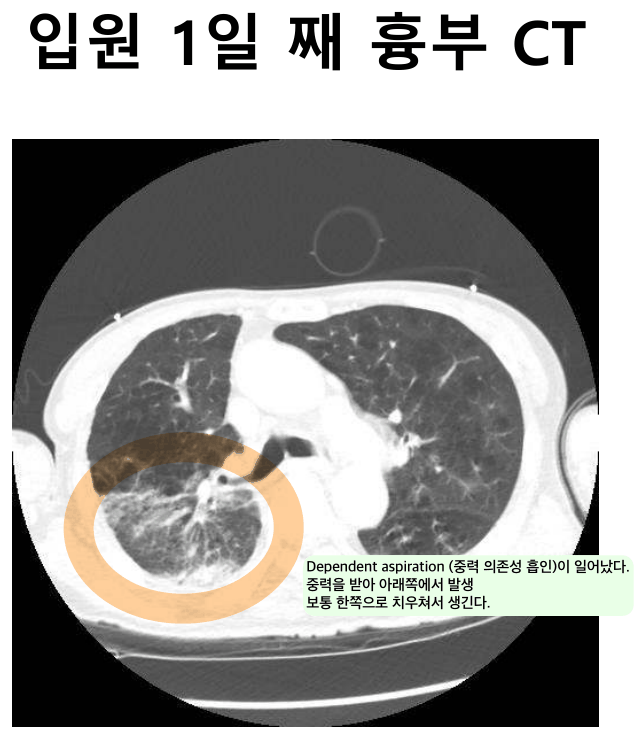 입원 1일 째 흉부 CT
Dependent aspiration (중력 의존성 흡인)이 일어났다.
중력을 받아 아래쪽에서 발생
보통 한쪽으로 치우쳐서 생긴다.